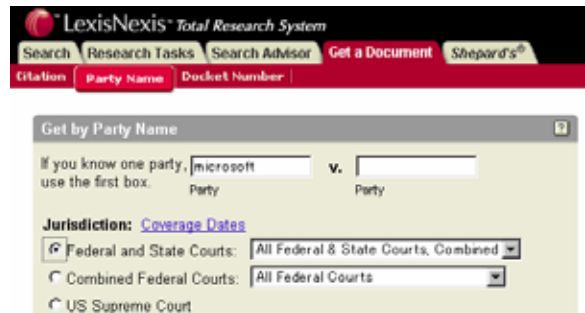 LexisNexis™ Total Research System
Search Research Tasks Search Advisor Get a Document Shepard's®
Citation Party Name Docket Number
Get by Party Name ?
If you know one party, microsoft v.
use the first box. Party Party
Jurisdiction: Coverage Dates
Federal and State Courts: All Federal & State Courts, Combined
Combined Federal Courts: All Federal Courts
US Supreme Court